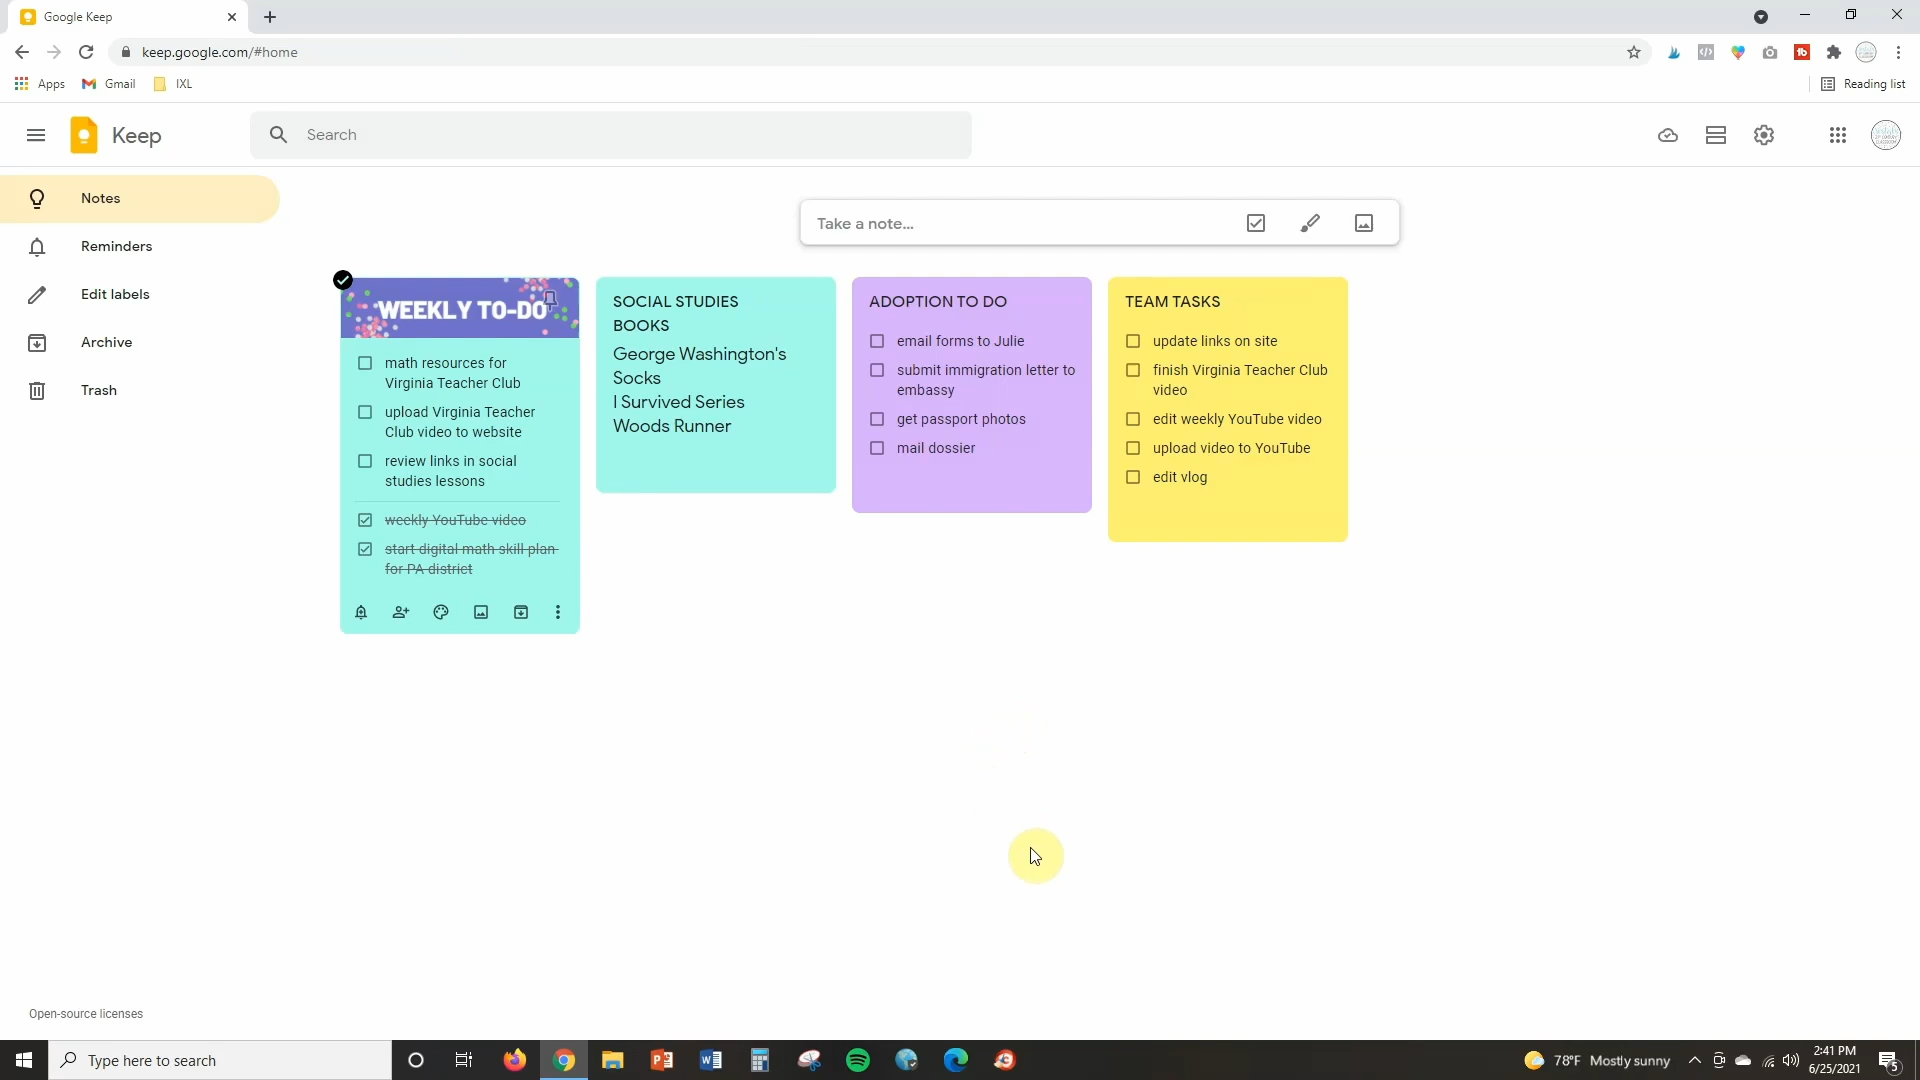 Google Keep
keep.google.com/#home
Apps
Gmail
IXL
Reading list
Keep
Search
Notes
Reminders
Edit labels
Archive
Trash
Take a note...
WEEKLY TO-DO
math resources for
Virginia Teacher Club
upload Virginia Teacher
Club video to website
review links in social
studies lessons
weekly YouTube video
start digital math skill plan
for PA district
SOCIAL STUDIES
BOOKS
George Washington's
Socks
I Survived Series
Woods Runner
ADOPTION TO DO
email forms to Julie
submit immigration letter to
embassy
get passport photos
mail dossier
TEAM TASKS
update links on site
finish Virginia Teacher Club
video
edit weekly YouTube video
upload video to YouTube
edit vlog
Open-source licenses
Type here to search
78°F Mostly sunny
2:41 PM
6/25/2021
5